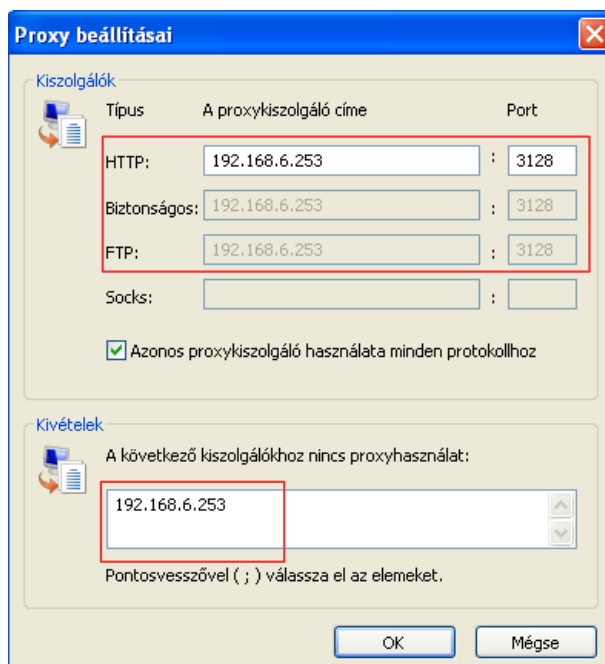 Proxy beállításai
Kiszolgálók
Típus A proxykiszolgáló címe Port
HTTP: 192.168.6.253 : 3128
Biztonságos: 192.168.6.253 : 3128
FTP: 192.168.6.253 : 3128
Socks: :
Azonos proxykiszolgáló használata minden protokollhoz
Kivételek
A következő kiszolgálókhoz nincs proxyhasználat:
192.168.6.253
Pontosvesszővel ( ; ) válassza el az elemeket.
OK Mégse